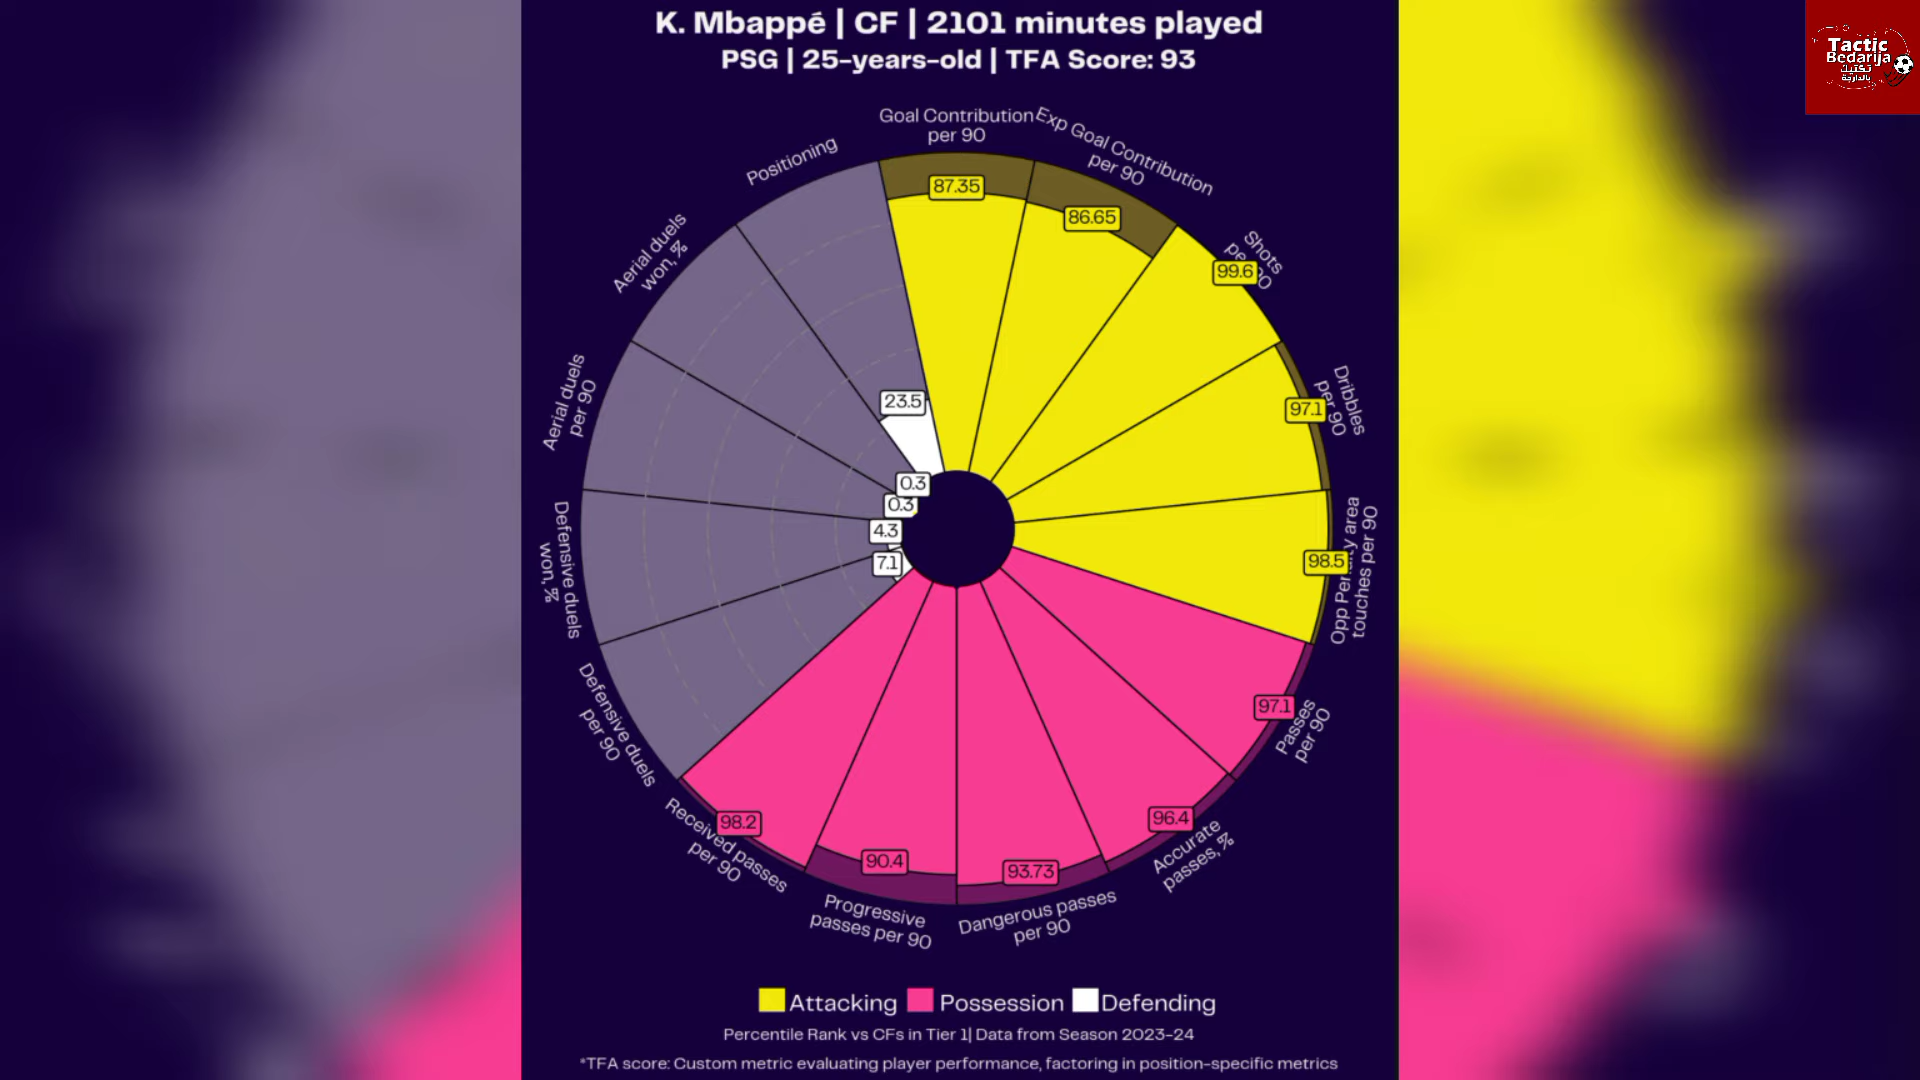 K. Mbappé | CF | 2101 minutes played
PSG | 25-years-old | TFA Score: 93
Tactic
Bedarija
تكتيك
بالدارجة
Goal Contribution
per 90
87.35
Exp Goal Contribution
per 90
86.65
Shots
per 90
99.6
Dribbles
per 90
97.1
Opp Penalty area
touches per 90
98.5
Passes
per 90
97.1
Accurate
passes, %
96.4
Dangerous passes
per 90
93.73
Progressive
passes per 90
90.4
Received passes
per 90
98.2
Defensive duels
per 90
7.1
Defensive duels
won, %
4.3
Aerial duels
per 90
0.3
Aerial duels
won, %
0.3
Positioning
23.5
Attacking
Possession
Defending
Percentile Rank vs CFs in Tier 1| Data from Season 2023-24
*TFA score: Custom metric evaluating player performance, factoring in position-specific metrics